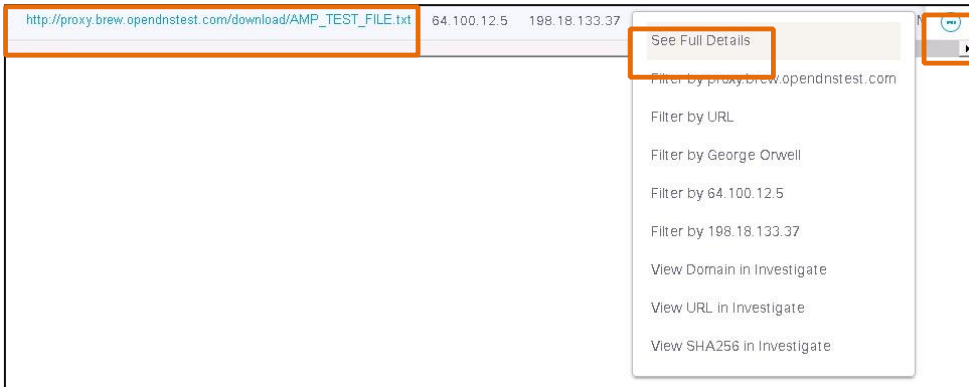 http://proxy.brew.opendnstest.com/download/AMP_TEST_FILE.txt 64.100.12.5 198.18.133.37
See Full Details
Filter by proxy.brew.opendnstest.com
Filter by URL
Filter by George Orwell
Filter by 64.100.12.5
Filter by 198.18.133.37
View Domain in Investigate
View URL in Investigate
View SHA256 in Investigate